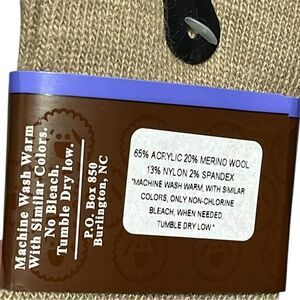 Machine Wash Warm
With Similar Colors.
No Bleach.
Tumble Dry low.
P.O. Box 850
Burlington, NC
65% ACRYLIC 20% MERINO WOOL
13% NYLON 2% SPANDEX
"MACHINE WASH WARM, WITH SIMILAR
COLORS, ONLY NON-CHLORINE
BLEACH, WHEN NEEDED,
TUMBLE DRY LOW "